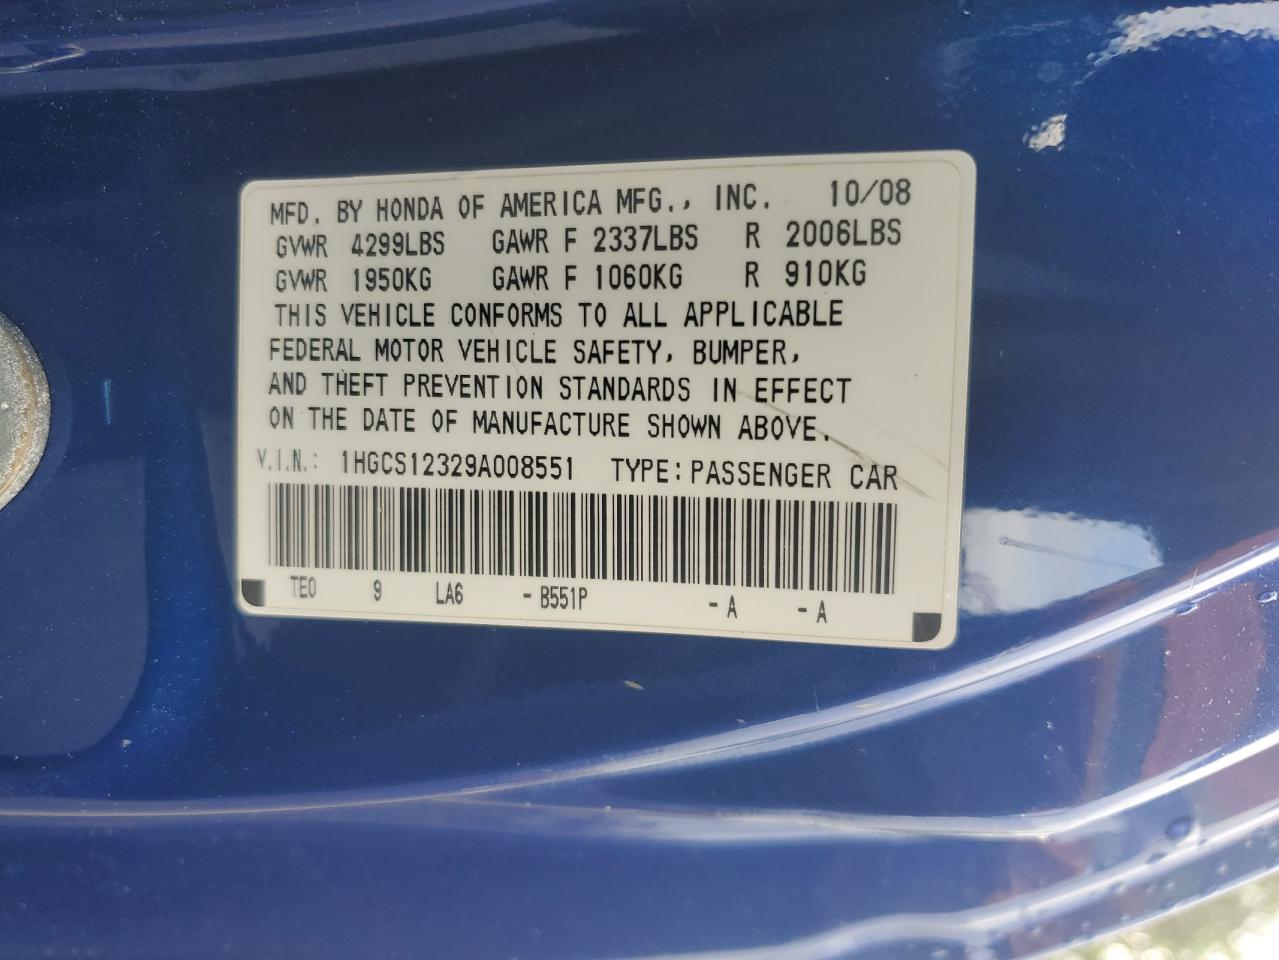 MFD. BY HONDA OF AMERICA MFG., INC. 10/08
GVWR 4299LBS GAWR F 2337LBS R 2006LBS
GVWR 1950KG GAWR F 1060KG R 910KG
THIS VEHICLE CONFORMS TO ALL APPLICABLE
FEDERAL MOTOR VEHICLE SAFETY, BUMPER,
AND THEFT PREVENTION STANDARDS IN EFFECT
ON THE DATE OF MANUFACTURE SHOWN ABOVE.
V.I.N.: 1HGCS12329A008551 TYPE:PASSENGER CAR
TE0 9 LA6 -B551P -A -A